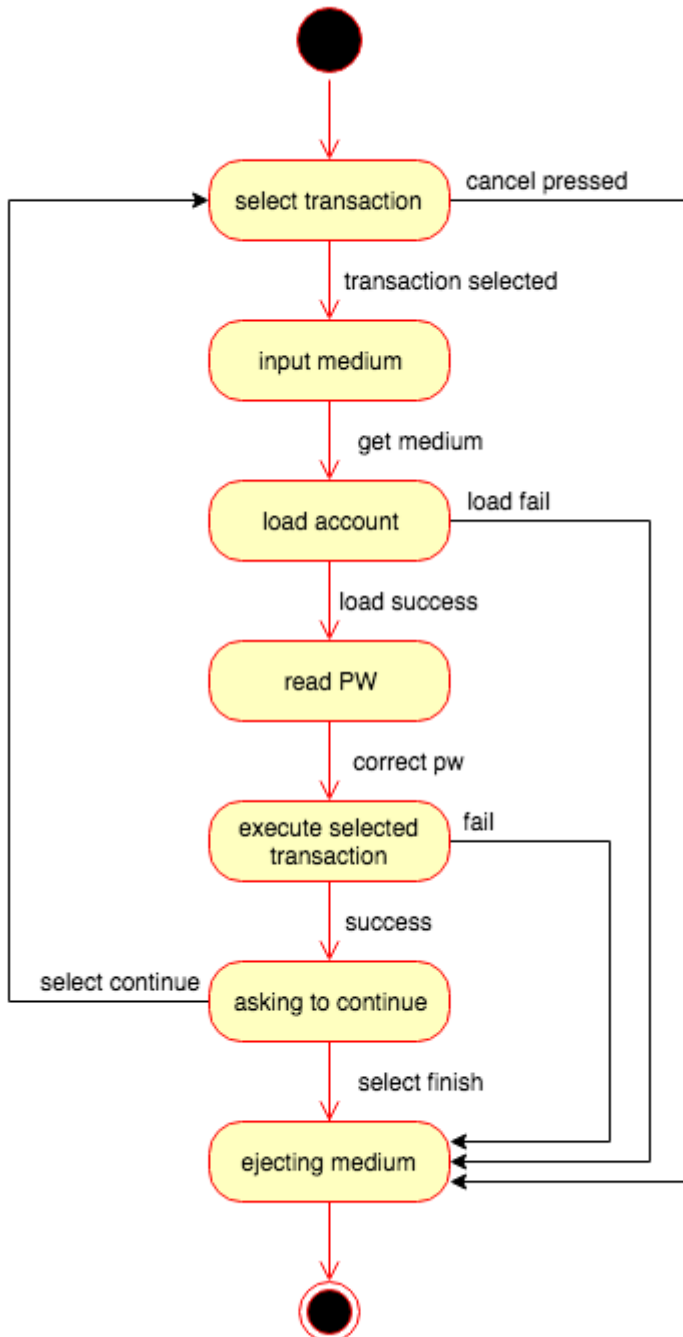 select transaction
cancel pressed
transaction selected
input medium
get medium
load account
load fail
load success
read PW
correct pw
execute selected
transaction
fail
success
select continue
asking to continue
select finish
ejecting medium